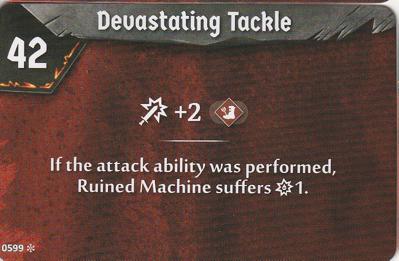 Devastating Tackle
42
+2
If the attack ability was performed,
Ruined Machine suffers 1.
0599